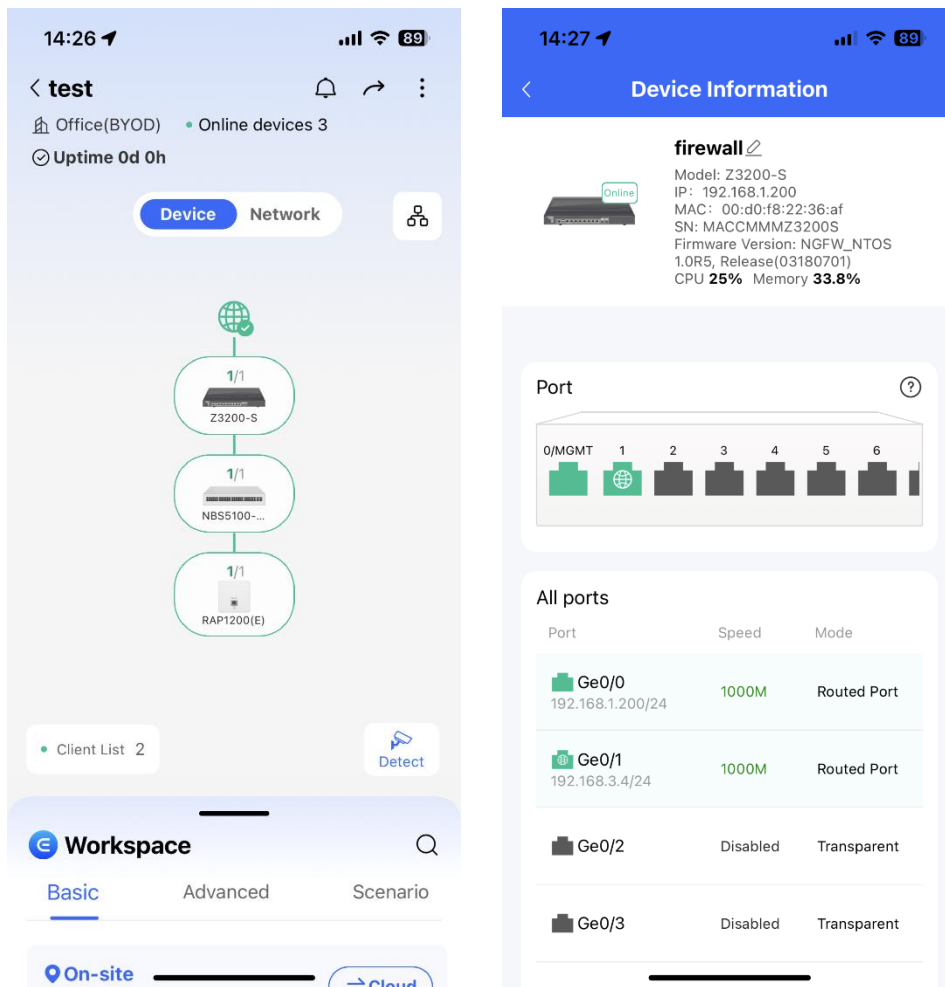 14:26
89
test
Office(BYOD)
Online devices 3
Uptime 0d 0h
Device
Network
1/1
Z3200-S
1/1
NBS5100-...
1/1
RAP1200(E)
Client List 2
Detect
Workspace
Basic
Advanced
Scenario
On-site
Cloud
14:27
89
Device Information
Online
firewall
Model: Z3200-S
IP: 192.168.1.200
MAC: 00:d0:f8:22:36:af
SN: MACCMMMZ3200S
Firmware Version: NGFW_NTOS
1.0R5, Release(03180701)
CPU 25% Memory 33.8%
Port
?
0/MGMT 1 2 3 4 5 6
All ports
Port Speed Mode
Ge0/0
192.168.1.200/24
1000M
Routed Port
Ge0/1
192.168.3.4/24
1000M
Routed Port
Ge0/2
Disabled
Transparent
Ge0/3
Disabled
Transparent